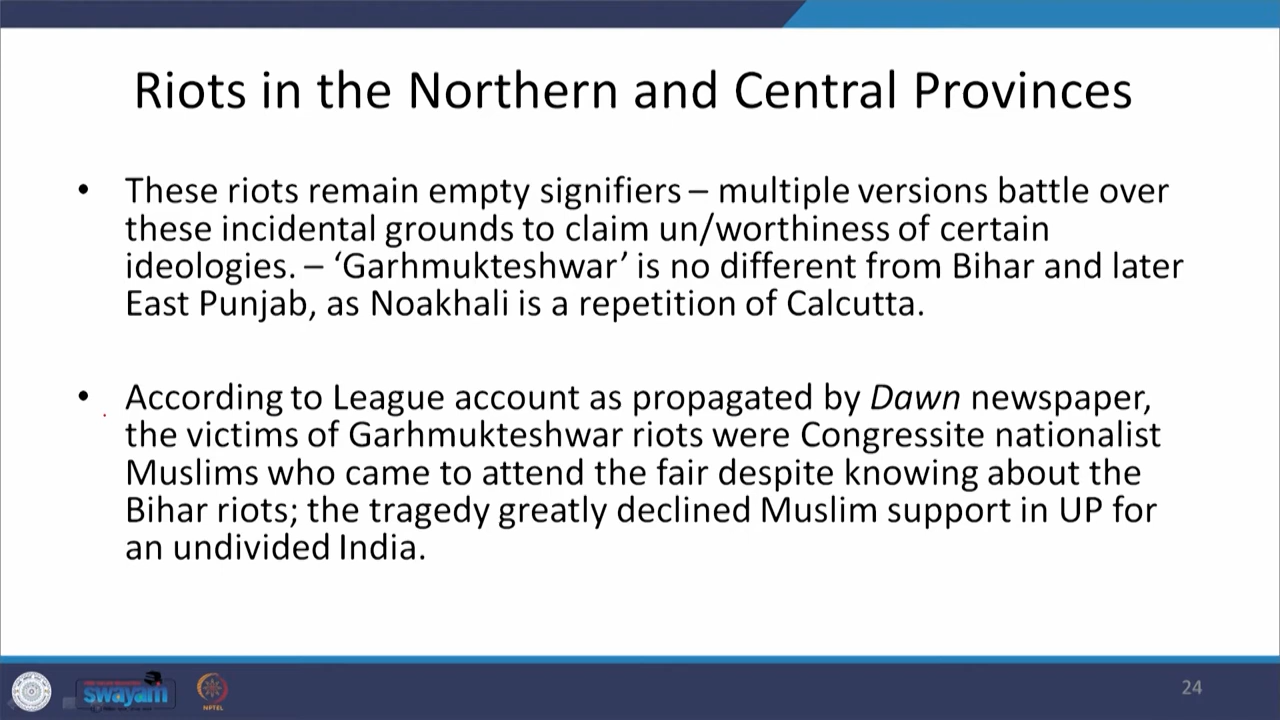 Riots in the Northern and Central Provinces
• These riots remain empty signifiers – multiple versions battle over
these incidental grounds to claim un/worthiness of certain
ideologies. – ‘Garhmukteshwar’ is no different from Bihar and later
East Punjab, as Noakhali is a repetition of Calcutta.
• According to League account as propagated by Dawn newspaper,
the victims of Garhmukteshwar riots were Congressite nationalist
Muslims who came to attend the fair despite knowing about the
Bihar riots; the tragedy greatly declined Muslim support in UP for
an undivided India.
swayam
NPTEL
24